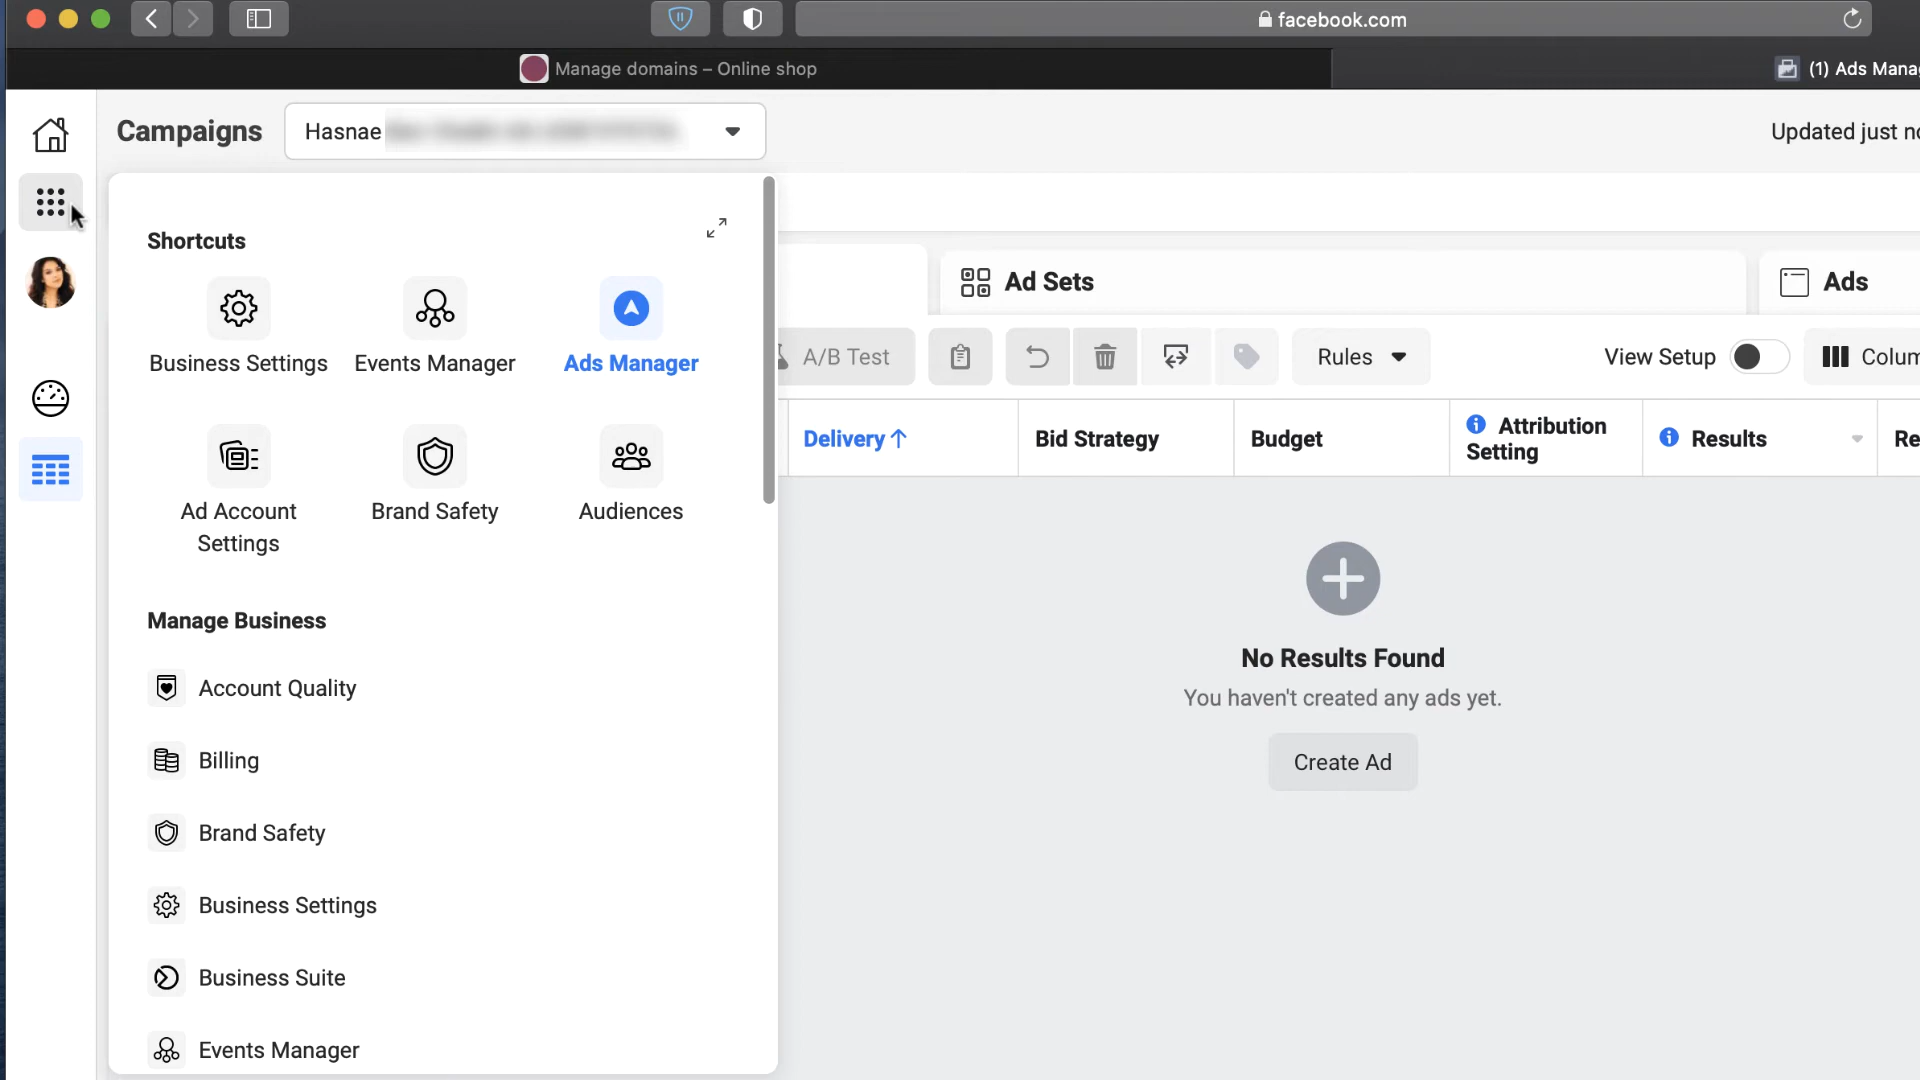 facebook.com
Manage domains – Online shop
(1) Ads Mana
Campaigns
Hasnae
Updated just no
Shortcuts
Business Settings
Events Manager
Ads Manager
Ad Account
Settings
Brand Safety
Audiences
Manage Business
Account Quality
Billing
Brand Safety
Business Settings
Business Suite
Events Manager
Ad Sets
Ads
A/B Test
Rules
View Setup
Colum
Delivery
Bid Strategy
Budget
Attribution
Setting
Results
Re
No Results Found
You haven't created any ads yet.
Create Ad